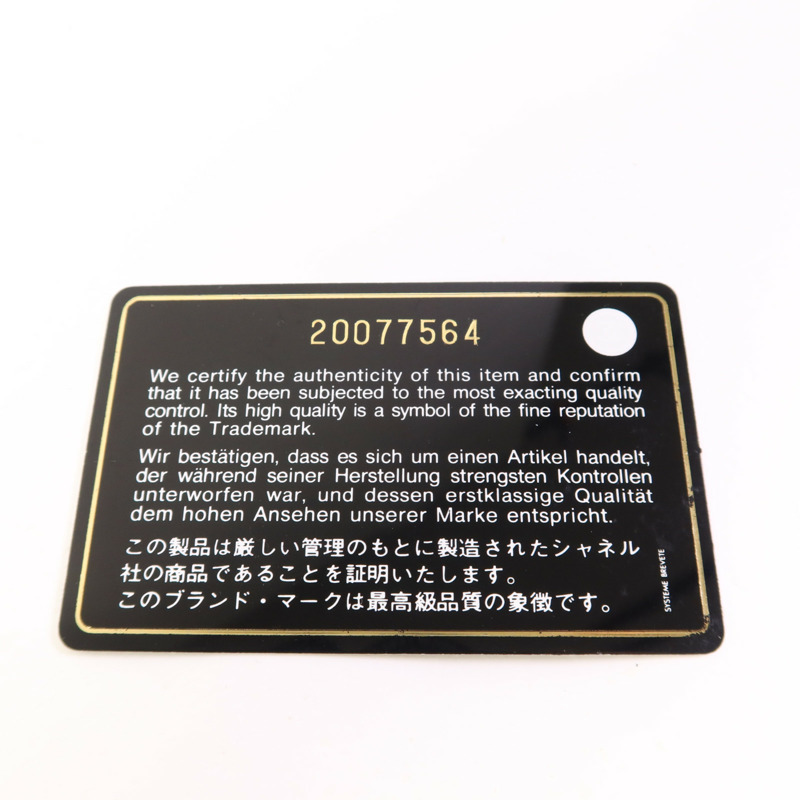 20077564
We certify the authenticity of this item and confirm
that it has been subjected to the most exacting quality
control. Its high quality is a symbol of the fine reputation
of the Trademark.
Wir bestätigen, dass es sich um einen Artikel handelt,
der während seiner Herstellung strengsten Kontrollen
unterworfen war, und dessen erstklassige Qualität
dem hohen Ansehen unserer Marke entspricht.
この製品は厳しい管理のもとに製造されたシャネル
社の商品であることを証明いたします。
このブランド・マークは最高級品質の象徴です。
SYSTEME BREVETE